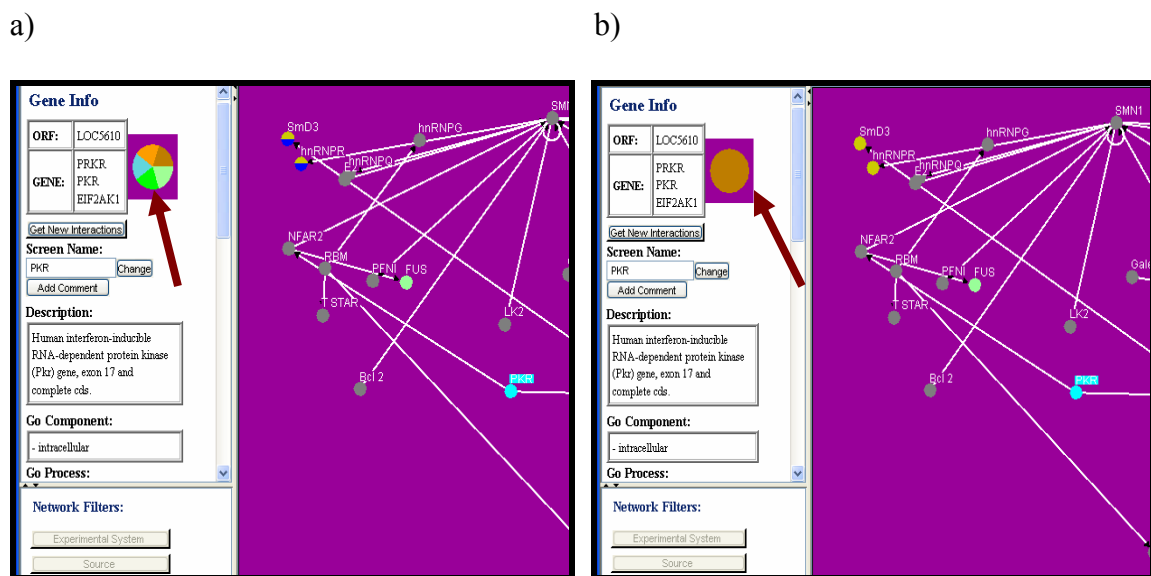 a)
b)
Gene Info
ORF: LOC5610
GENE: PRKR
PKR
EIF2AK1
Get New Interactions
Screen Name:
PKR Change
Add Comment
Description:
Human interferon-inducible
RNA-dependent protein kinase
(Pkr) gene, exon 17 and
complete cds.
Go Component:
- intracellular
Go Process:
Network Filters:
Experimental System
Source
SmD3
hnRNPR
hnRNPQ
hnRNPG
NFAR2
RBM
PFNI
FUS
T STAR
LK2
Bcl 2
PKR
Gene Info
ORF: LOC5610
GENE: PRKR
PKR
EIF2AK1
Get New Interactions
Screen Name:
PKR Change
Add Comment
Description:
Human interferon-inducible
RNA-dependent protein kinase
(Pkr) gene, exon 17 and
complete cds.
Go Component:
- intracellular
Go Process:
Network Filters:
Experimental System
Source
SMN1
SmD3
hnRNPG
hnRNPR
hnRNPQ
NFAR2
RBM
PFNI
FUS
Gale
T STAR
LK2
Bcl 2
PKR